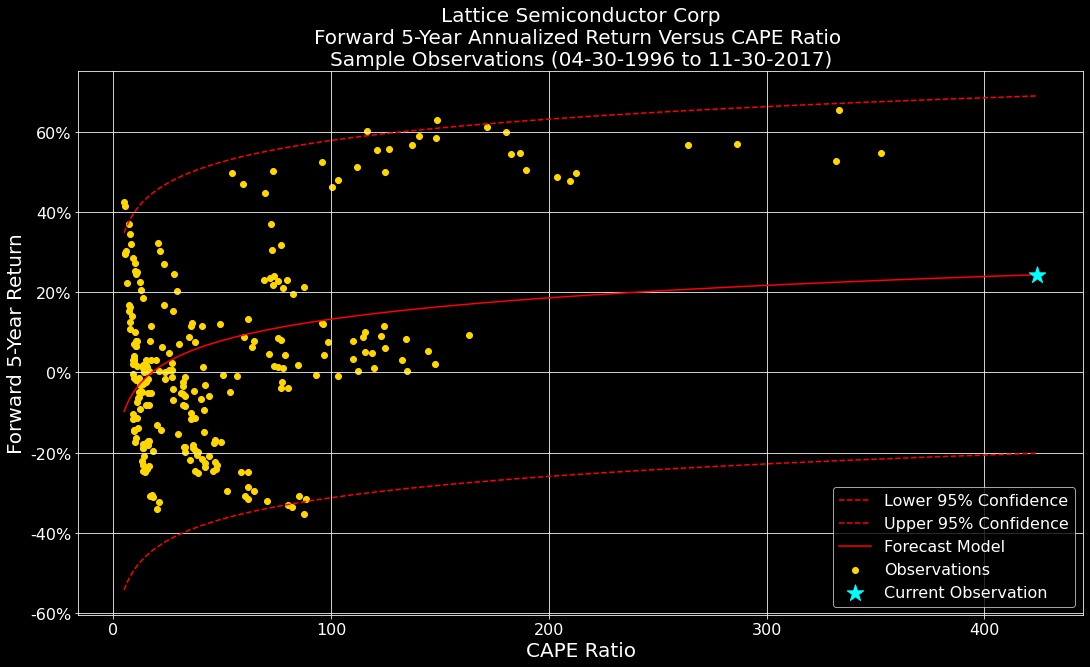 Lattice Semiconductor Corp
Forward 5-Year Annualized Return Versus CAPE Ratio
Sample Observations (04-30-1996 to 11-30-2017)
Forward 5-Year Return
60%
40%
20%
0%
-20%
-40%
-60%
0
100
200
300
400
CAPE Ratio
Lower 95% Confidence
Upper 95% Confidence
Forecast Model
Observations
Current Observation